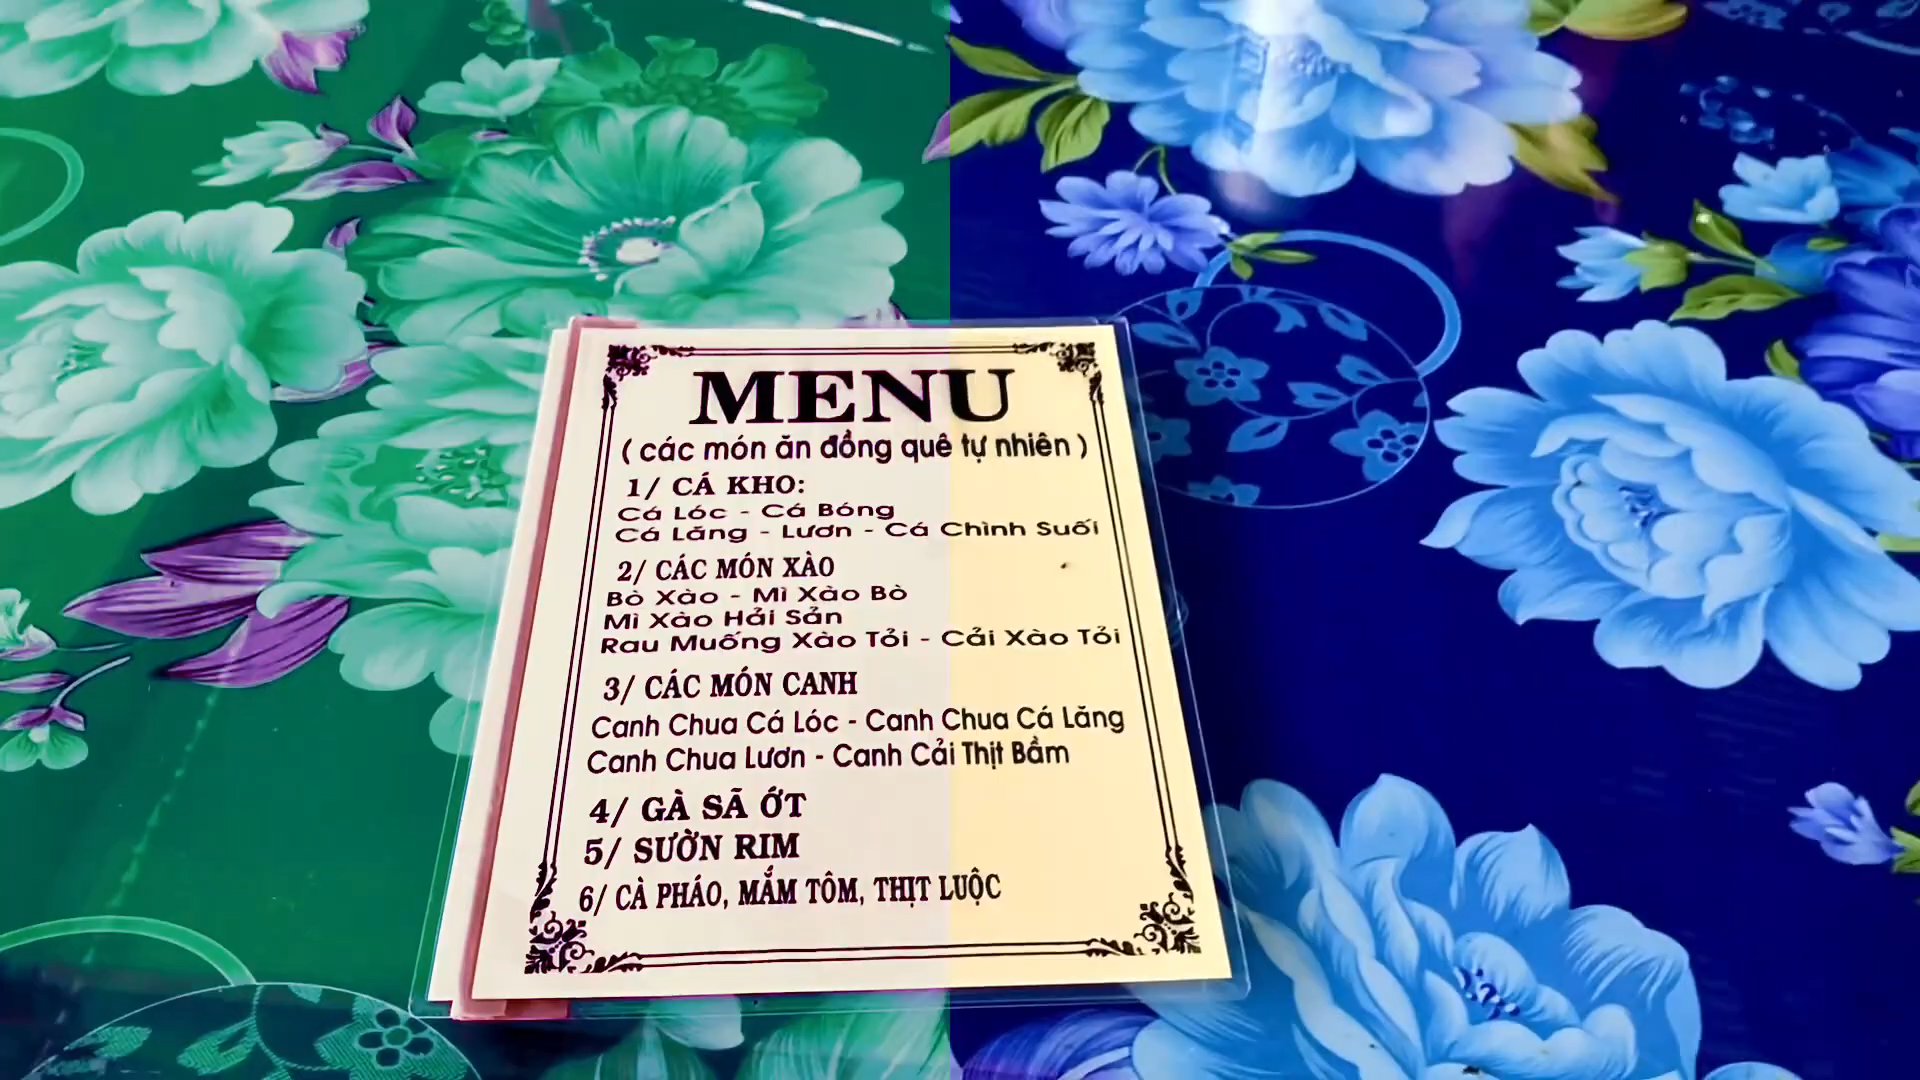 MENU
( các món ăn đồng quê tự nhiên )
1/ CÁ KHO:
Cá Lóc - Cá Bóng
Cá Lăng - Lươn - Cá Chình Suối
2/ CÁC MÓN XÀO
Bò Xào - Mì Xào Bò
Mì Xào Hải Sản
Rau Muống Xào Tỏi - Cải Xào Tỏi
3/ CÁC MÓN CANH
Canh Chua Cá Lóc - Canh Chua Cá Lăng
Canh Chua Lươn - Canh Cải Thịt Bầm
4/ GÀ SÃ ỚT
5/ SƯỜN RIM
6/ CÀ PHÁO, MẮM TÔM, THỊT LUỘC